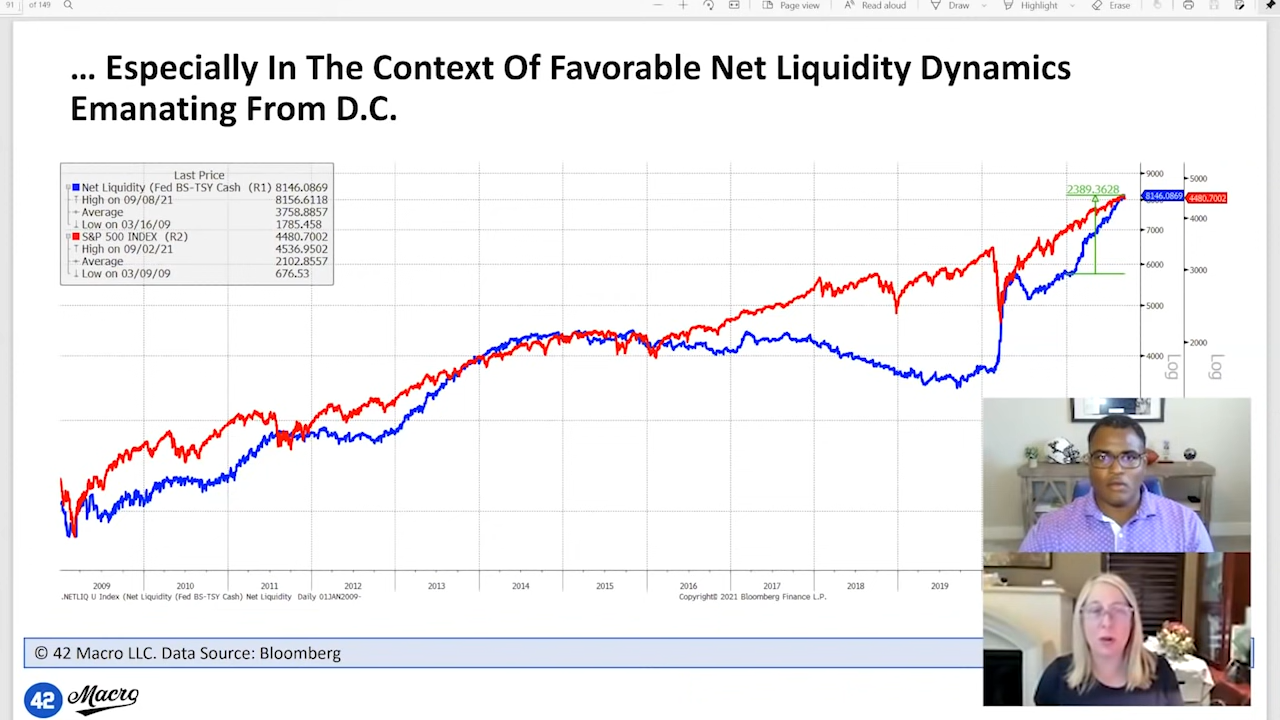 91 of 149 Page view Read aloud Draw Highlight Erase
... Especially In The Context Of Favorable Net Liquidity Dynamics
Emanating From D.C.
Last Price
Net Liquidity (Fed BS-TSY Cash (R1) 8146.0869
High on 09/08/21 8156.6118
Average 3758.8857
Low on 03/16/09 1785.458
S&P 500 INDEX (R2) 4480.7002
High on 09/02/21 4536.9502
Average 2102.8557
Low on 03/09/09 676.53
2389.3628
9000
5000
8146.0869 4480.7002
4000
7000
6000
3000
5000
2000
4000
Log Log
2009 2010 2011 2012 2013 2014 2015 2016 2017 2018 2019
.NETLIQ U Index (Net Liquidity (Fed BS-TSY Cash) Net Liquidity Daily 01JAN2009- Copyright© 2021 Bloomberg Finance L.P.
© 42 Macro LLC. Data Source: Bloomberg
42 Macro